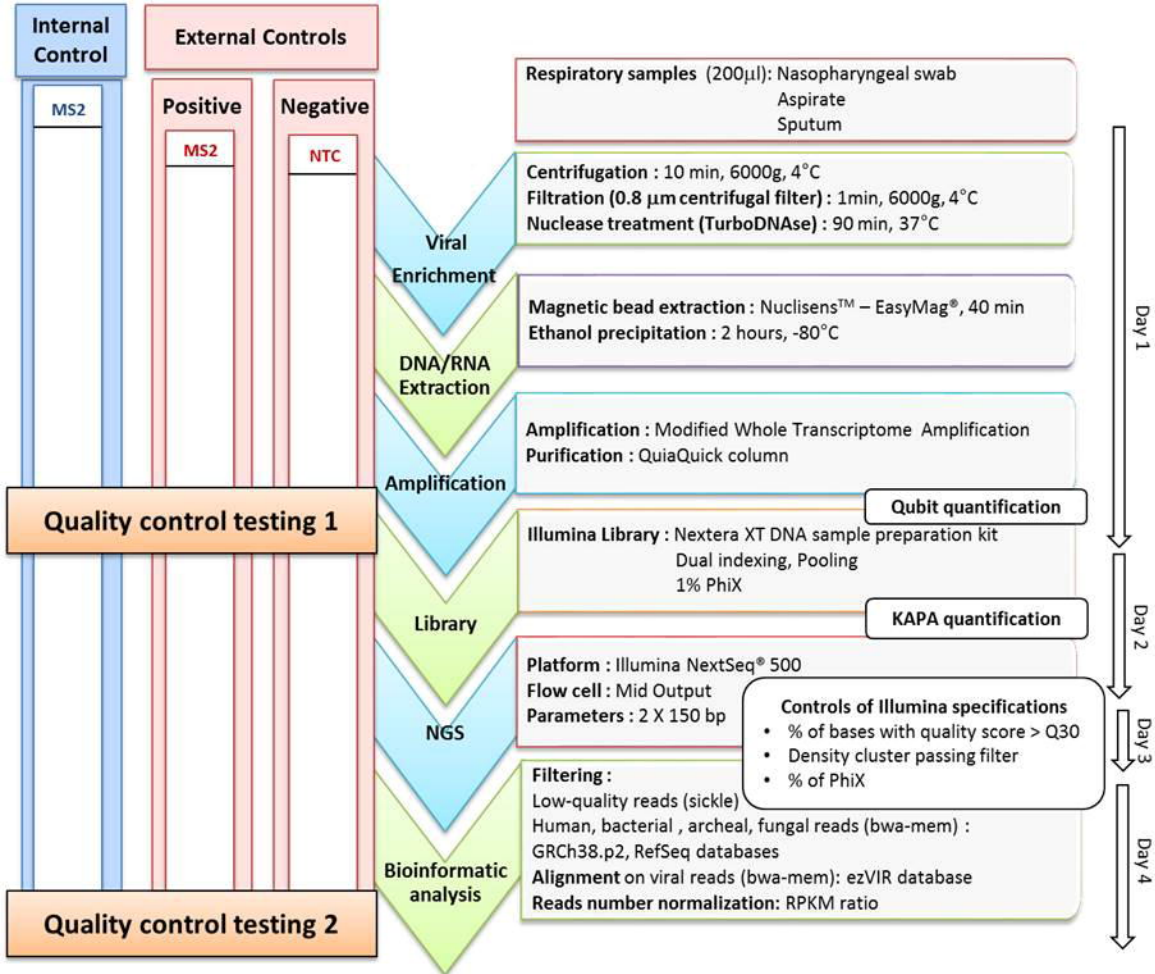 Internal
Control
External Controls
MS2
Positive
Negative
MS2
NTC
Respiratory samples (200µl): Nasopharyngeal swab
Aspirate
Sputum
Centrifugation : 10 min, 6000g, 4°C
Filtration (0.8 µm centrifugal filter) : 1min, 6000g, 4°C
Nuclease treatment (TurboDNAse) : 90 min, 37°C
Viral
Enrichment
Magnetic bead extraction : Nuclisens™ – EasyMag®, 40 min
Ethanol precipitation : 2 hours, -80°C
DNA/RNA
Extraction
Day 1
Amplification : Modified Whole Transcriptome Amplification
Purification : QuiaQuick column
Amplification
Quality control testing 1
Qubit quantification
Illumina Library : Nextera XT DNA sample preparation kit
Dual indexing, Pooling
1% PhiX
Library
KAPA quantification
Day 2
Platform : Illumina NextSeq® 500
Flow cell : Mid Output
Parameters : 2 X 150 bp
NGS
Controls of Illumina specifications
• % of bases with quality score > Q30
• Density cluster passing filter
• % of PhiX
Day 3
Filtering :
Low-quality reads (sickle)
Human, bacterial , archeal, fungal reads (bwa-mem) :
GRCh38.p2, RefSeq databases
Alignment on viral reads (bwa-mem): ezVIR database
Reads number normalization: RPKM ratio
Bioinformatic
analysis
Day 4
Quality control testing 2